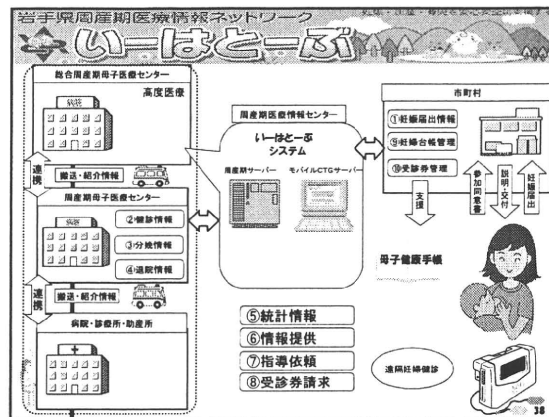 岩手県周産期医療情報ネットワーク
いーはとーぶ
総合周産期母子医療センター
高度医療
病院
連携
搬送・紹介情報
周産期母子医療センター
病院
②健診情報
③分娩情報
④退院情報
連携
搬送・紹介情報
病院・診療所・助産所
周産期医療情報センター
いーはとーぶ
システム
周産期サーバー
モバイルCTGサーバー
⑤統計情報
⑥情報提供
⑦指導依頼
⑧受診券請求
市町村
①妊娠届出情報
⑨妊婦台帳管理
⑩受診券管理
支援
参加同意書
説明・交付
妊娠届出
母子健康手帳
遠隔妊婦健診
38